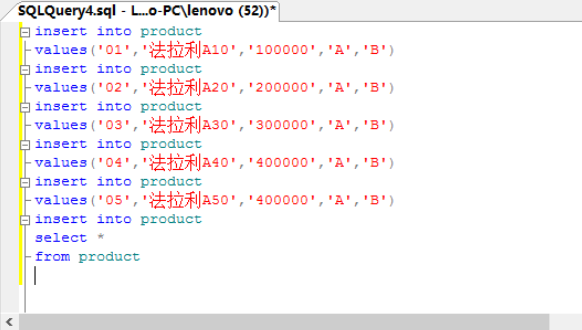 SQLQuery4.sql - L...o-PC\lenovo (52))*
insert into product
values('01','法拉利A10','100000','A','B')
insert into product
values('02','法拉利A20','200000','A','B')
insert into product
values('03','法拉利A30','300000','A','B')
insert into product
values('04','法拉利A40','400000','A','B')
insert into product
values('05','法拉利A50','400000','A','B')
insert into product
select *
from product